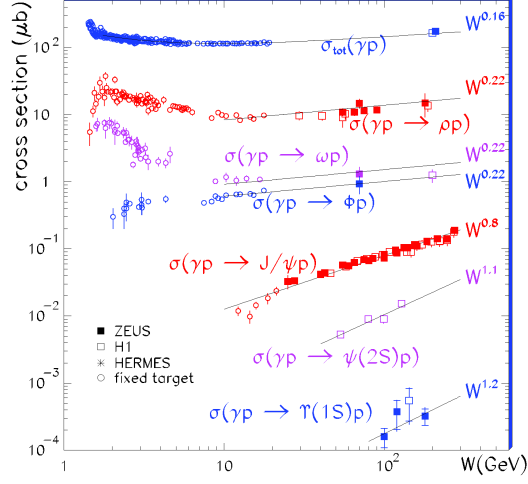 cross section (μb)
10²
10
1
10⁻¹
10⁻²
10⁻³
10⁻⁴
σtot(γp)
W^0.16
σ(γp → ρp)
W^0.22
σ(γp → ωp)
W^0.22
σ(γp → Φp)
W^0.22
σ(γp → J/ψp)
W^0.8
σ(γp → ψ(2S)p)
W^1.1
σ(γp → ϒ(1S)p)
W^1.2
ZEUS
H1
HERMES
fixed target
1
10
10²
W(GeV)